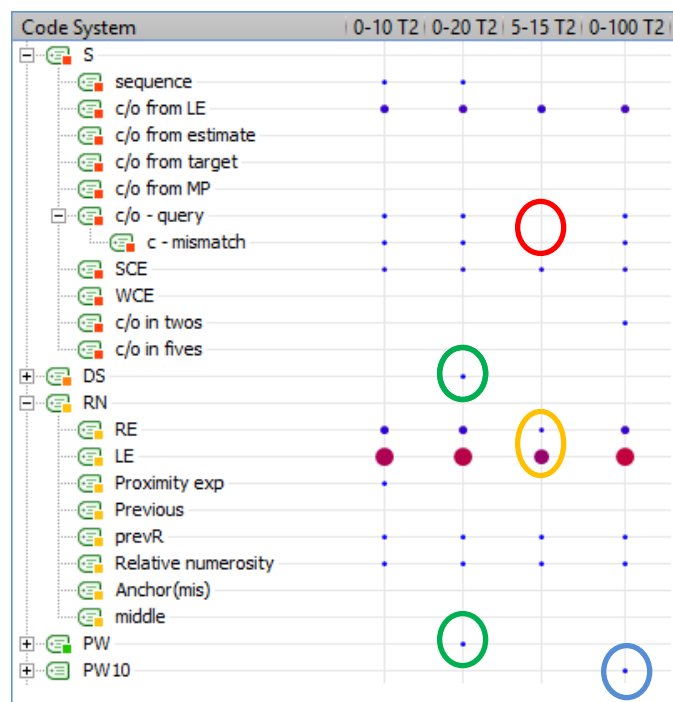 Code System 0-10 T2 0-20 T2 5-15 T2 0-100 T2
S
sequence
c/o from LE
c/o from estimate
c/o from target
c/o from MP
c/o - query
c - mismatch
SCE
WCE
c/o in twos
c/o in fives
DS
RN
RE
LE
Proximity exp
Previous
prevR
Relative numerosity
Anchor(mis)
middle
PW
PW10